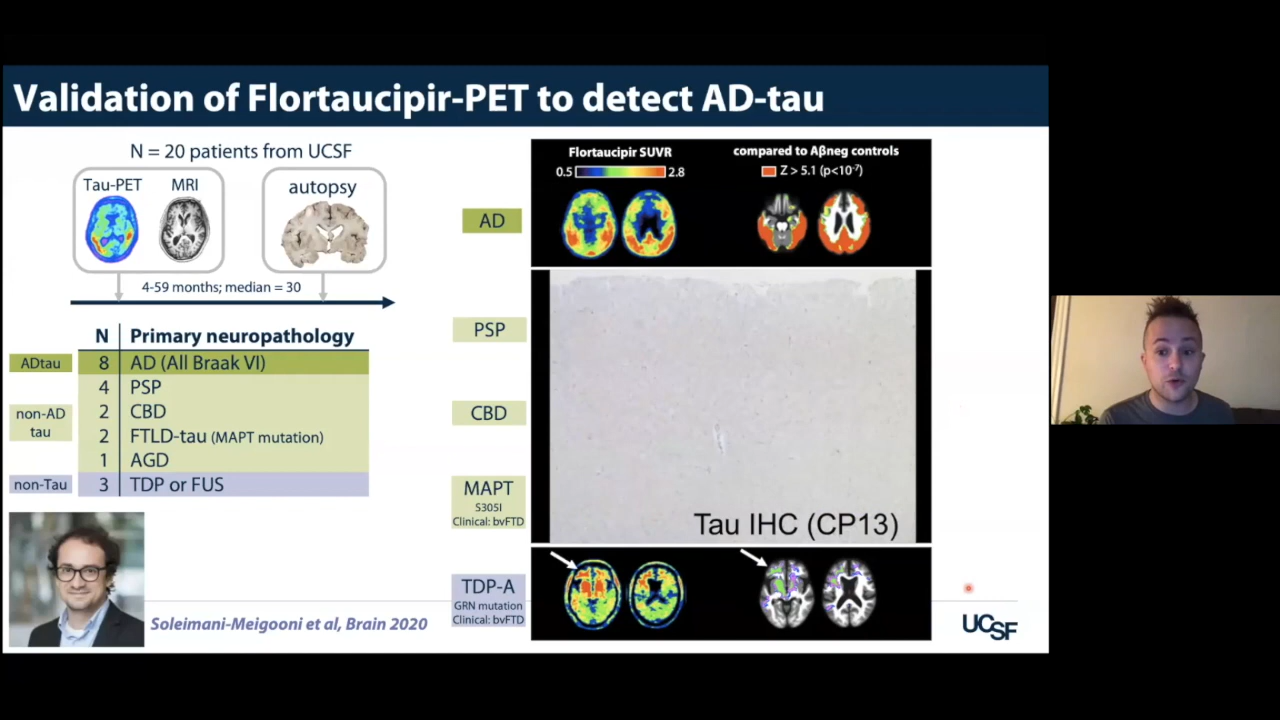 Validation of Flortaucipir-PET to detect AD-tau
N = 20 patients from UCSF
Tau-PET
MRI
autopsy
4-59 months; median = 30
N Primary neuropathology
ADtau
8 AD (All Braak VI)
4 PSP
non-AD
tau
2 CBD
2 FTLD-tau (MAPT mutation)
1 AGD
non-Tau
3 TDP or FUS
Soleimani-Meigooni et al, Brain 2020
Flortaucipir SUVR
0.5 2.8
compared to Aβneg controls
Z > 5.1 (p<10⁻⁷)
AD
PSP
CBD
MAPT
S305I
Clinical: bvFTD
Tau IHC (CP13)
TDP-A
GRN mutation
Clinical: bvFTD
UCSF